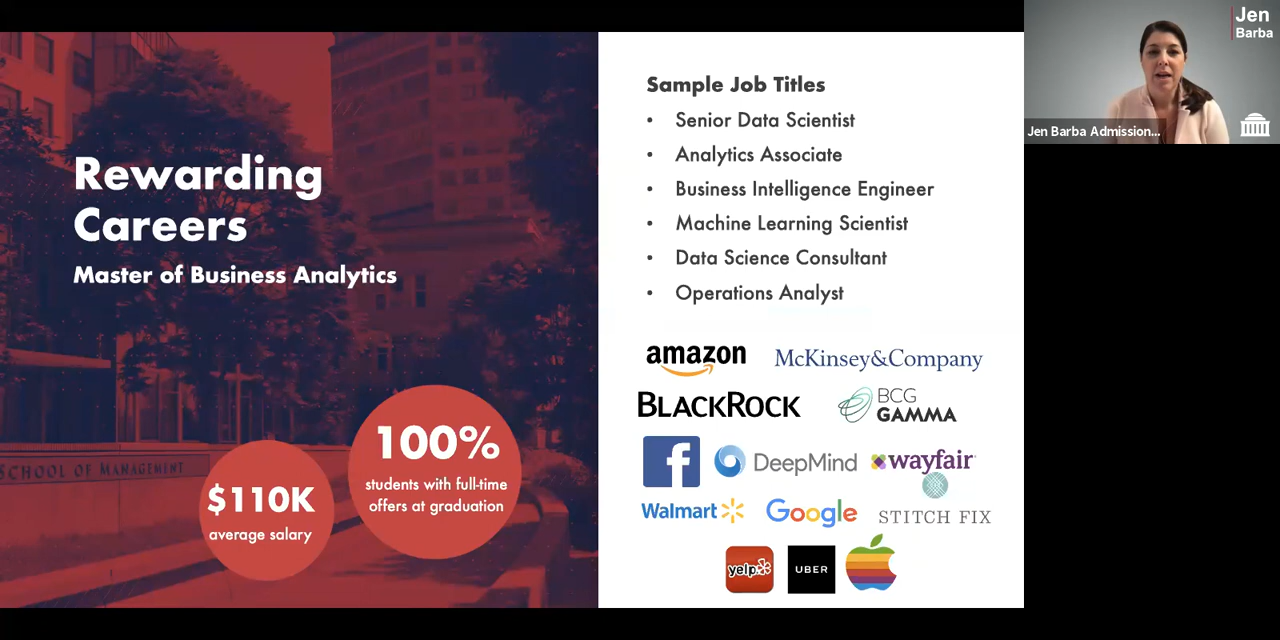 Rewarding
Careers
Master of Business Analytics
SCHOOL OF MANAGEMENT
$110K
average salary
100%
students with full-time
offers at graduation
Sample Job Titles
• Senior Data Scientist
• Analytics Associate
• Business Intelligence Engineer
• Machine Learning Scientist
• Data Science Consultant
• Operations Analyst
amazon McKinsey&Company
BLACKROCK BCG
GAMMA
f DeepMind wayfair
Walmart Google STITCH FIX
yelp UBER
Jen
Barba
Jen Barba Admission...